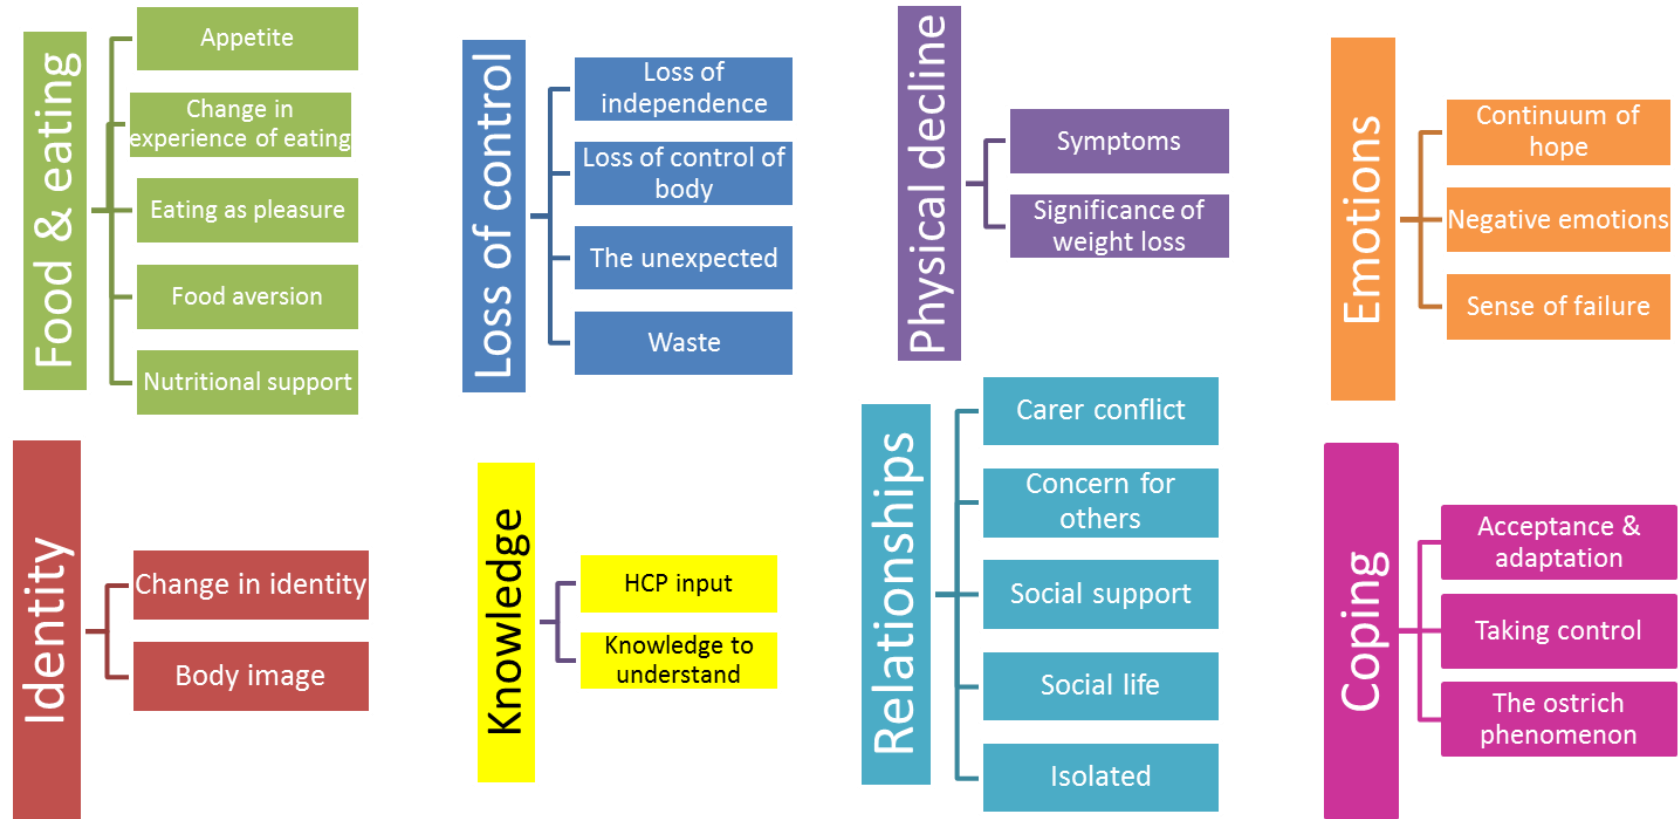 Food & eating
Appetite
Change in
experience of eating
Eating as pleasure
Food aversion
Nutritional support
Loss of control
Loss of
independence
Loss of control of
body
The unexpected
Waste
Physical decline
Symptoms
Significance of
weight loss
Emotions
Continuum of
hope
Negative emotions
Sense of failure
Identity
Change in identity
Body image
Knowledge
HCP input
Knowledge to
understand
Relationships
Carer conflict
Concern for
others
Social support
Social life
Isolated
Coping
Acceptance &
adaptation
Taking control
The ostrich
phenomenon